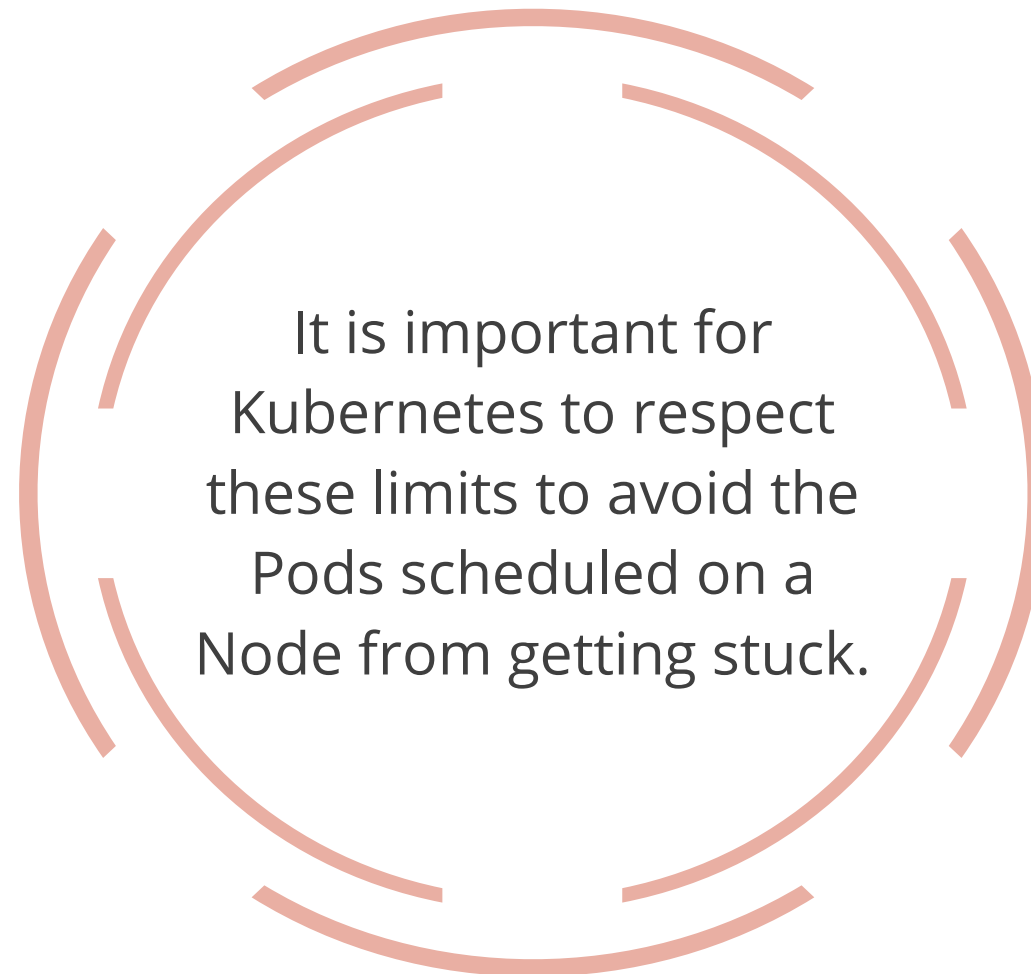 It is important for
Kubernetes to respect
these limits to avoid the
Pods scheduled on a
Node from getting stuck.